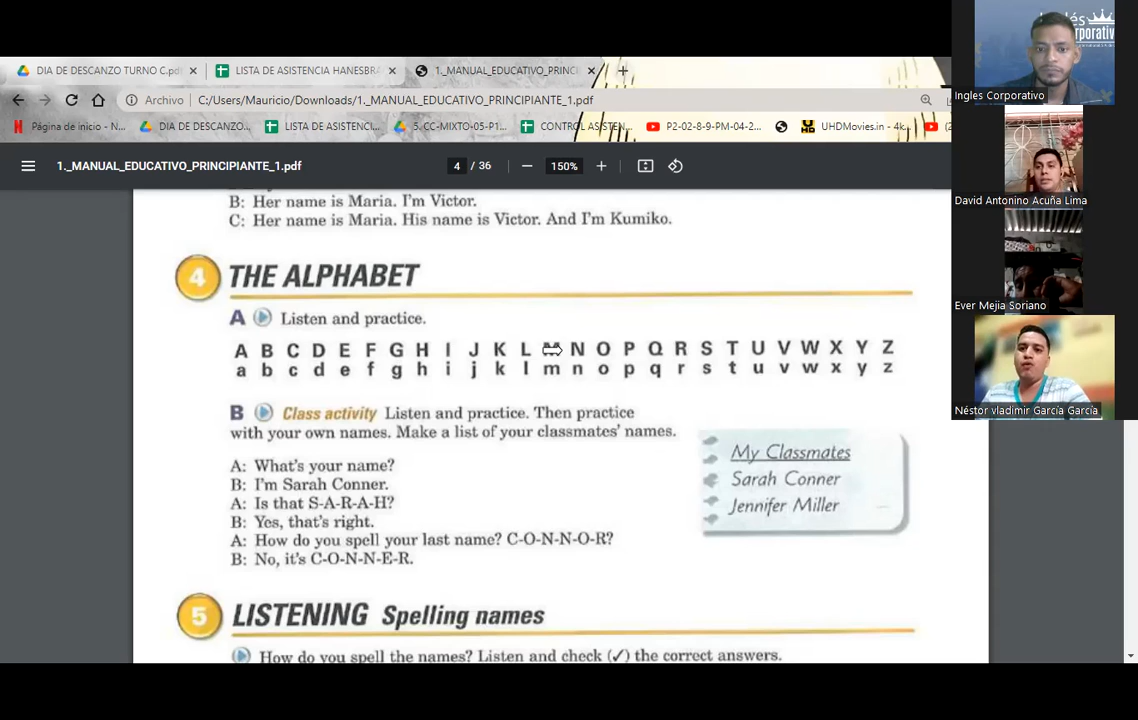 DIA DE DESCANZO TURNO C.pdf
LISTA DE ASISTENCIA HANESBRA
1._MANUAL_EDUCATIVO_PRINCI
Archivo
C:/Users/Mauricio/Downloads/1._MANUAL_EDUCATIVO_PRINCIPIANTE_1.pdf
Página de inicio - N...
DIA DE DESCANZO...
LISTA DE ASISTENCI...
5. CC-MIXTO-05-P1...
CONTROL ASISTEN...
P2-02-8-9-PM-04-2...
UHDMovies.in - 4k...
1._MANUAL_EDUCATIVO_PRINCIPIANTE_1.pdf
4 / 36
150%
B: Her name is Maria. I'm Victor.
C: Her name is Maria. His name is Victor. And I'm Kumiko.
4 THE ALPHABET
A Listen and practice.
A B C D E F G H I J K L N O P Q R S T U V W X Y Z
a b c d e f g h i j k l m n o p q r s t u v w x y z
B Class activity Listen and practice. Then practice
with your own names. Make a list of your classmates' names.
A: What's your name?
B: I'm Sarah Conner.
A: Is that S-A-R-A-H?
B: Yes, that's right.
A: How do you spell your last name? C-O-N-N-O-R?
B: No, it's C-O-N-N-E-R.
My Classmates
Sarah Conner
Jennifer Miller
5 LISTENING Spelling names
How do you spell the names? Listen and check (✓) the correct answers.
Ingles Corporativo
David Antonino Acuña Lima
Ever Mejia Soriano
Néstor vladimir García García